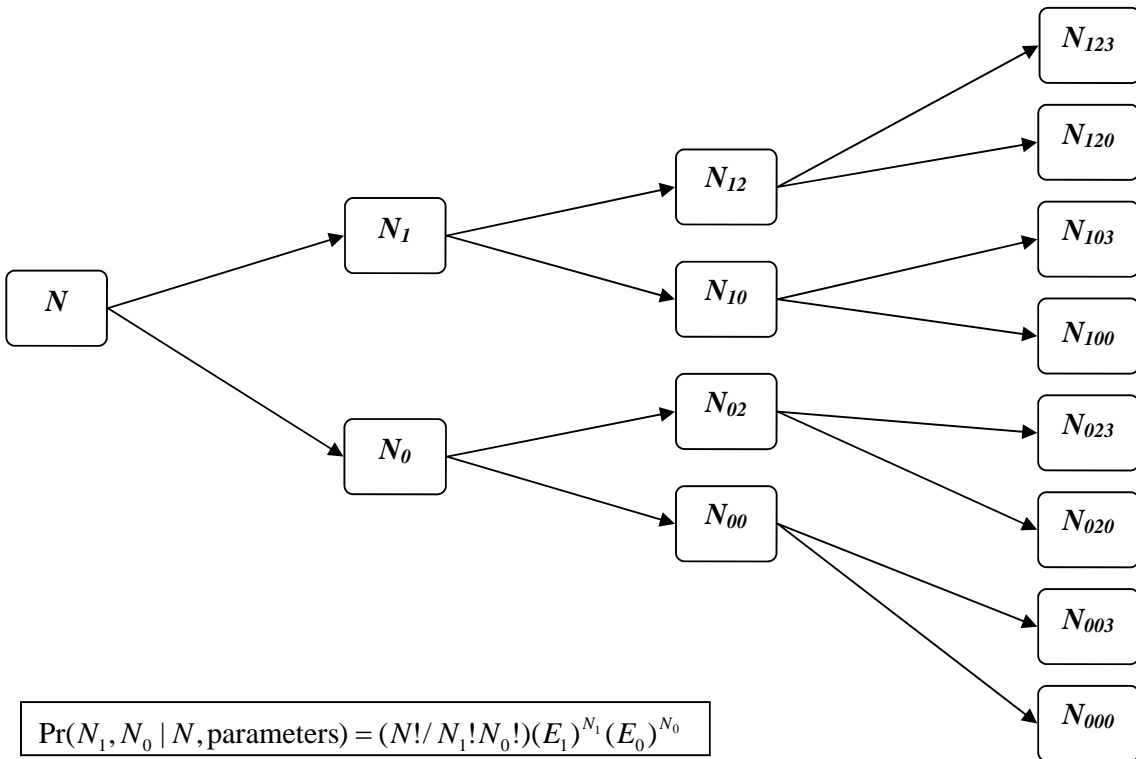 N
N₁
N₀
N₁₂
N₁₀
N₀₂
N₀₀
N₁₂₃
N₁₂₀
N₁₀₃
N₁₀₀
N₀₂₃
N₀₂₀
N₀₀₃
N₀₀₀
Pr(N₁, N₀ | N, parameters) = (N!/ N₁!N₀!)(E₁)^{N₁} (E₀)^{N₀}